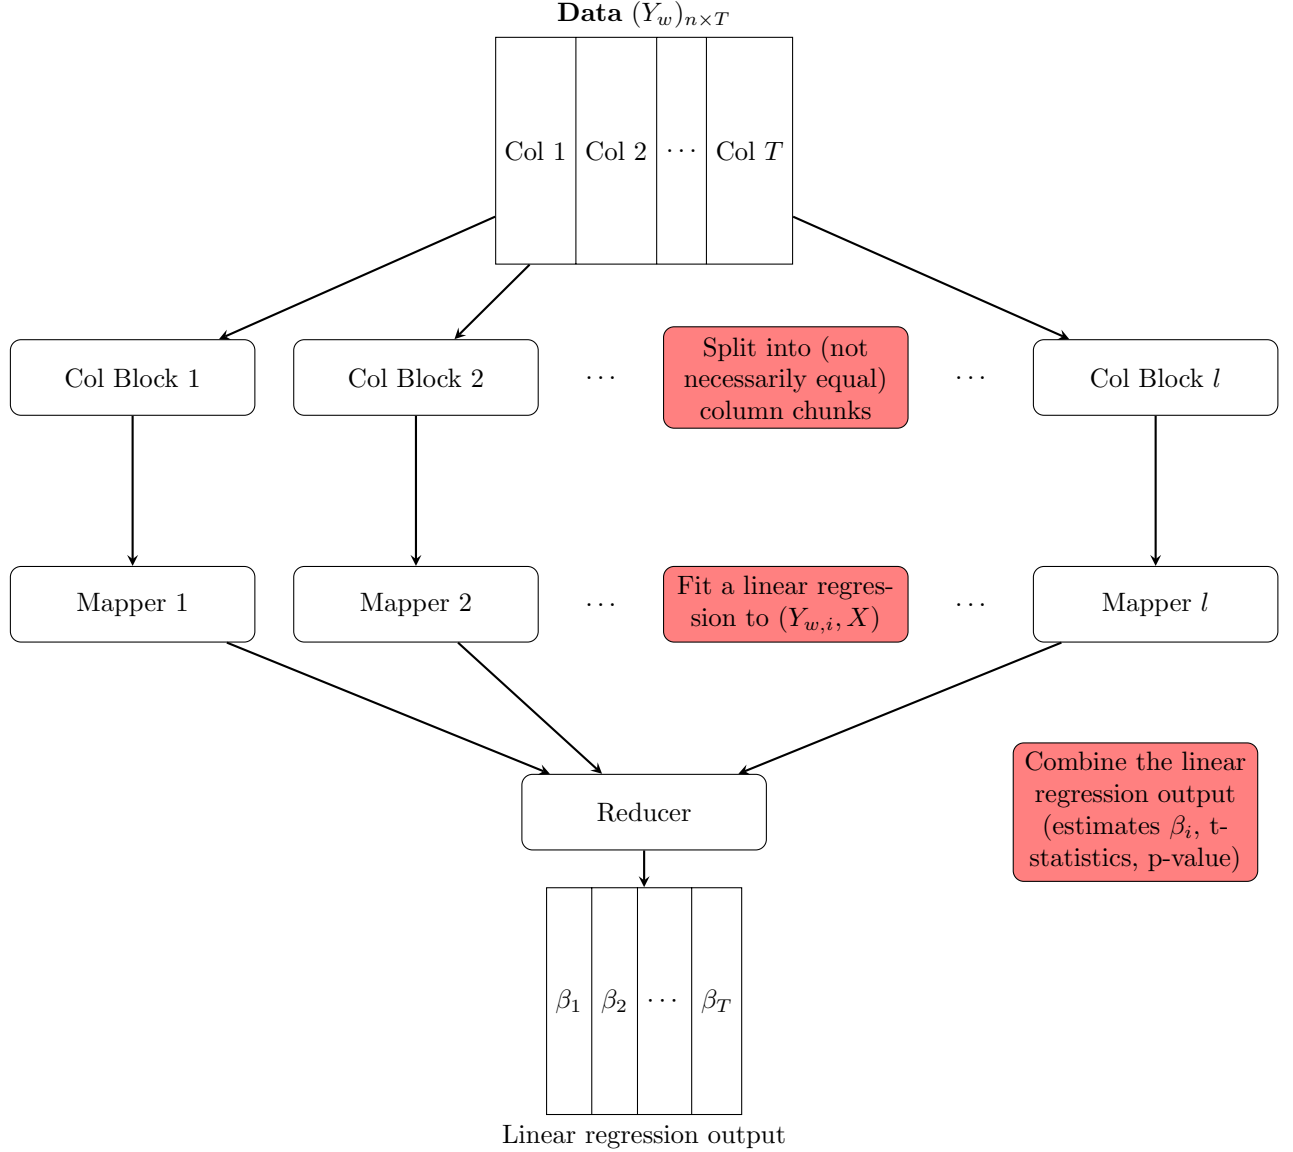 Data (Y_w)_{n×T}
Col 1 Col 2 ··· Col T
Col Block 1 Col Block 2 ··· Split into (not
necessarily equal)
column chunks ··· Col Block l
Mapper 1 Mapper 2 ··· Fit a linear regres-
sion to (Y_{w,i}, X) ··· Mapper l
Reducer
Combine the linear
regression output
(estimates β_i, t-
statistics, p-value)
β_1 β_2 ··· β_T
Linear regression output